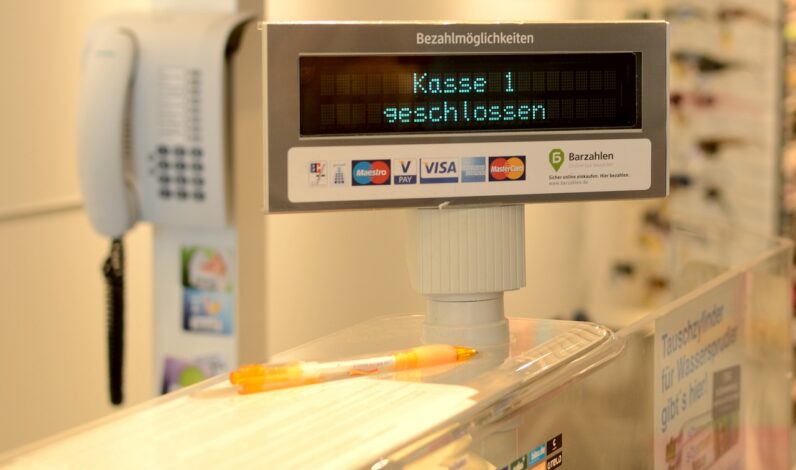 Bezahlmöglichkeiten
Kasse 1
geschlossen
EC
Maestro
V PAY
VISA
MasterCard
Barzahlen
Sicher online einkaufen. Hier bezahlen.
www.barzahlen.de
Tauschzylinder
für Wassersprudler
gibt's hier!